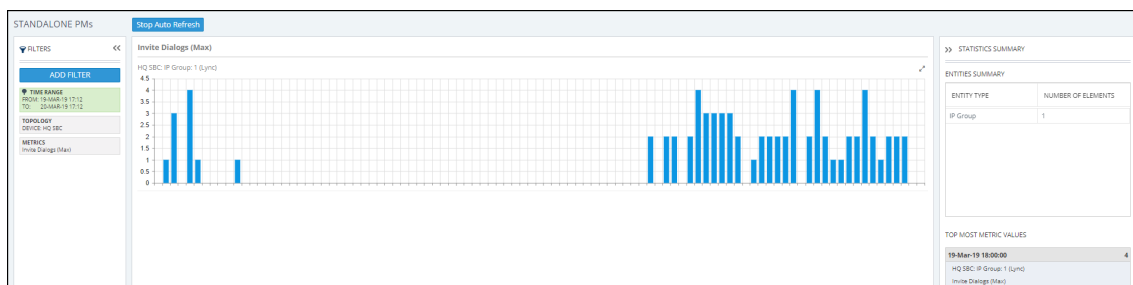 STANDALONE PMs
Stop Auto Refresh
FILTERS
ADD FILTER
TIME RANGE
FROM: 19-MAR-19 17:12
TO: 20-MAR-19 17:12
TOPOLOGY
DEVICE: HQ SBC
METRICS
Invite Dialogs (Max)
Invite Dialogs (Max)
HQ SBC: IP Group: 1 (Lync)
4.5
4
3.5
3
2.5
2
1.5
1
0.5
0
STATISTICS SUMMARY
ENTITIES SUMMARY
ENTITY TYPE NUMBER OF ELEMENTS
IP Group 1
TOP MOST METRIC VALUES
19-Mar-19 18:00:00 4
HQ SBC: IP Group: 1 (Lync)
Invite Dialogs (Max)